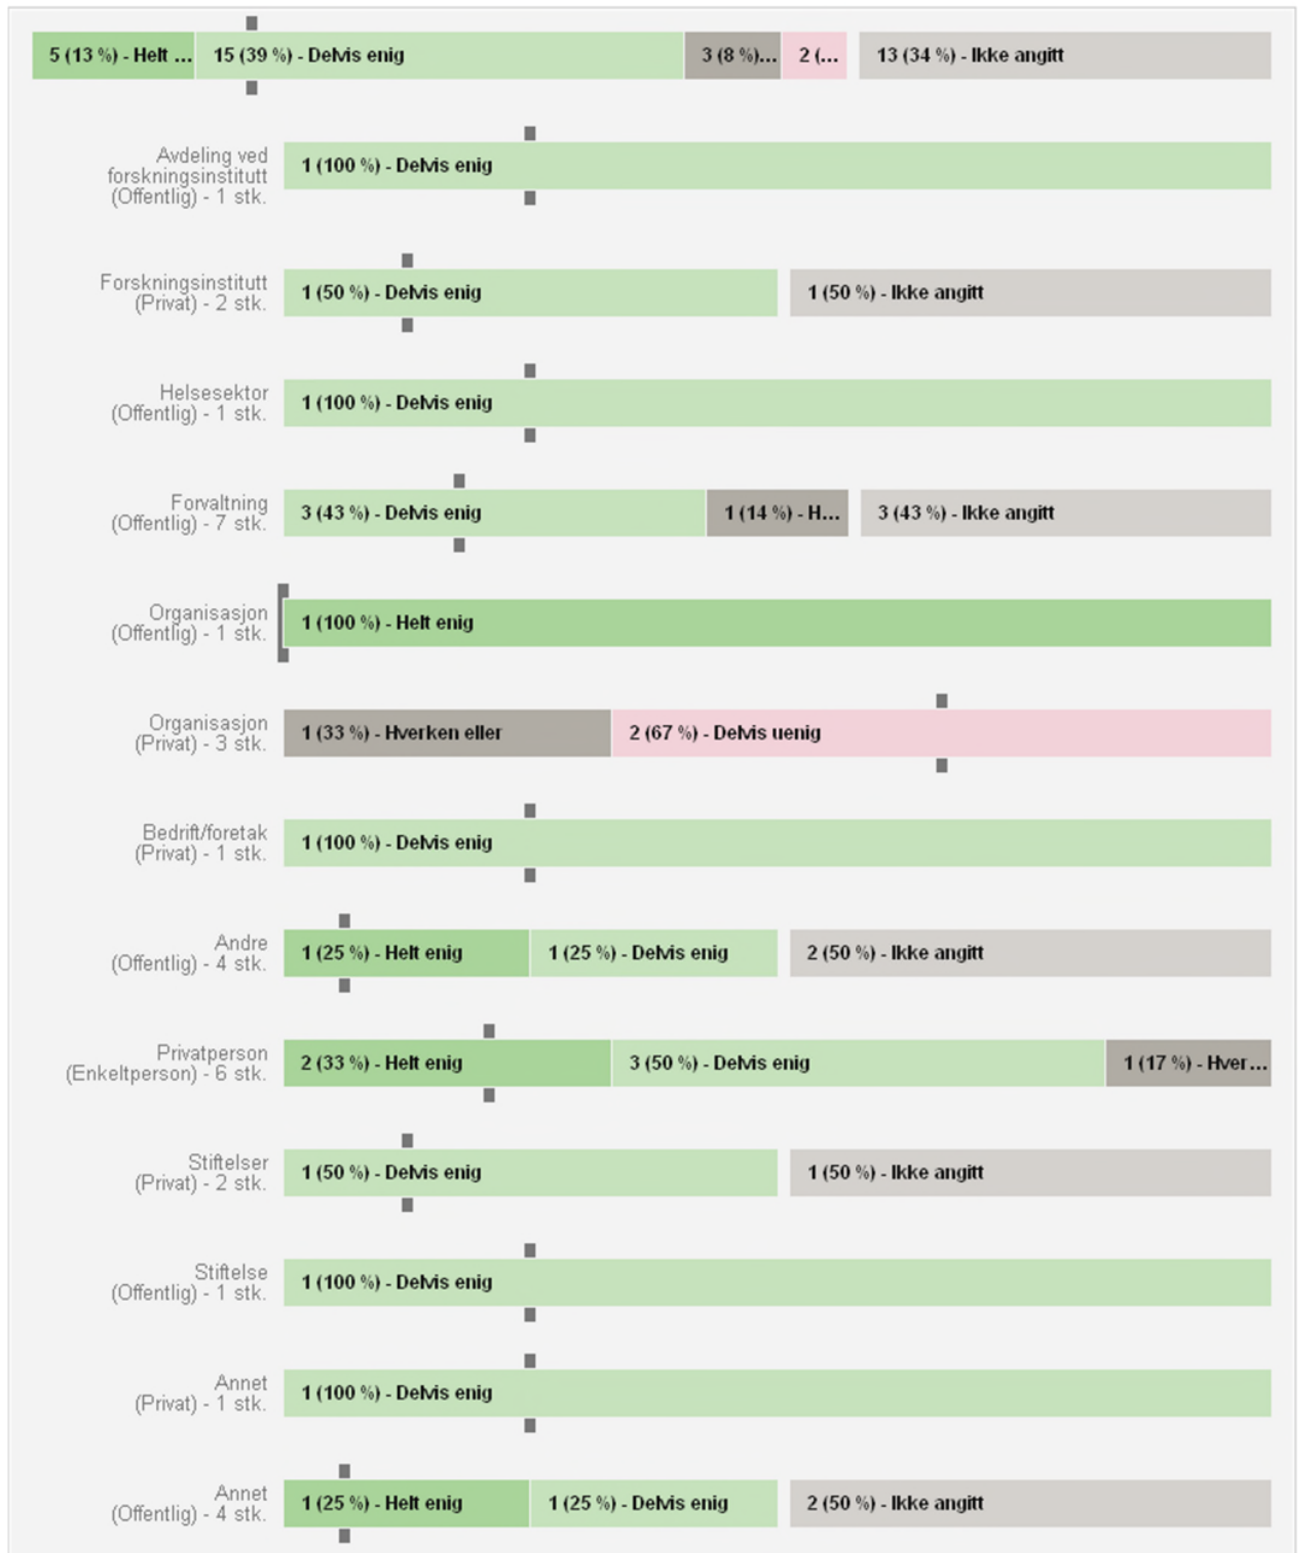 5 (13 %) - Helt ...
15 (39 %) - Delvis enig
3 (8 %)...
2 (...
13 (34 %) - Ikke angitt
Avdeling ved
forskningsinstitutt
(Offentlig) - 1 stk.
1 (100 %) - Delvis enig
Forskningsinstitutt
(Privat) - 2 stk.
1 (50 %) - Delvis enig
1 (50 %) - Ikke angitt
Helsesektor
(Offentlig) - 1 stk.
1 (100 %) - Delvis enig
Forvaltning
(Offentlig) - 7 stk.
3 (43 %) - Delvis enig
1 (14 %) - H...
3 (43 %) - Ikke angitt
Organisasjon
(Offentlig) - 1 stk.
1 (100 %) - Helt enig
Organisasjon
(Privat) - 3 stk.
1 (33 %) - Hverken eller
2 (67 %) - Delvis uenig
Bedrift/foretak
(Privat) - 1 stk.
1 (100 %) - Delvis enig
Andre
(Offentlig) - 4 stk.
1 (25 %) - Helt enig
1 (25 %) - Delvis enig
2 (50 %) - Ikke angitt
Privatperson
(Enkeltperson) - 6 stk.
2 (33 %) - Helt enig
3 (50 %) - Delvis enig
1 (17 %) - Hver...
Stiftelser
(Privat) - 2 stk.
1 (50 %) - Delvis enig
1 (50 %) - Ikke angitt
Stiftelse
(Offentlig) - 1 stk.
1 (100 %) - Delvis enig
Annet
(Privat) - 1 stk.
1 (100 %) - Delvis enig
Annet
(Offentlig) - 4 stk.
1 (25 %) - Helt enig
1 (25 %) - Delvis enig
2 (50 %) - Ikke angitt